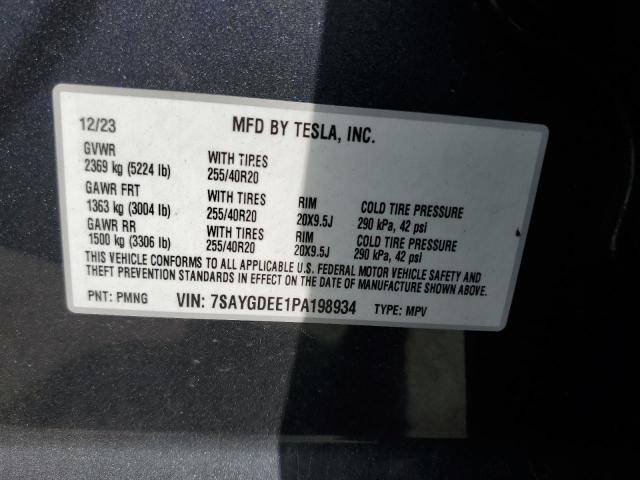 12/23 MFD BY TESLA, INC.
GVWR
2369 kg (5224 lb) WITH TIRES 255/40R20
GAWR FRT
1363 kg (3004 lb) WITH TIRES 255/40R20 RIM 20X9.5J COLD TIRE PRESSURE 290 kPa, 42 psi
GAWR RR
1500 kg (3306 lb) WITH TIRES 255/40R20 RIM 20X9.5J COLD TIRE PRESSURE 290 kPa, 42 psi
THIS VEHICLE CONFORMS TO ALL APPLICABLE U.S. FEDERAL MOTOR VEHICLE SAFETY AND
THEFT PREVENTION STANDARDS IN EFFECT ON THE DATE OF MANUFACTURE SHOWN ABOVE.
PNT: PMNG VIN: 7SAYGDEE1PA198934 TYPE: MPV